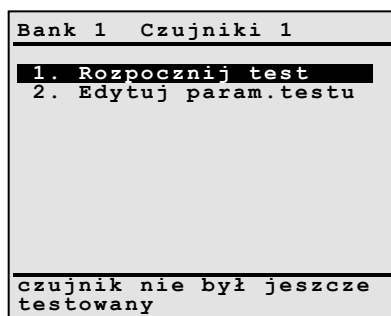 Bank 1 Czujniki 1
1. Rozpocznij test
2. Edytuj param.testu
czujnik nie był jeszcze
testowany